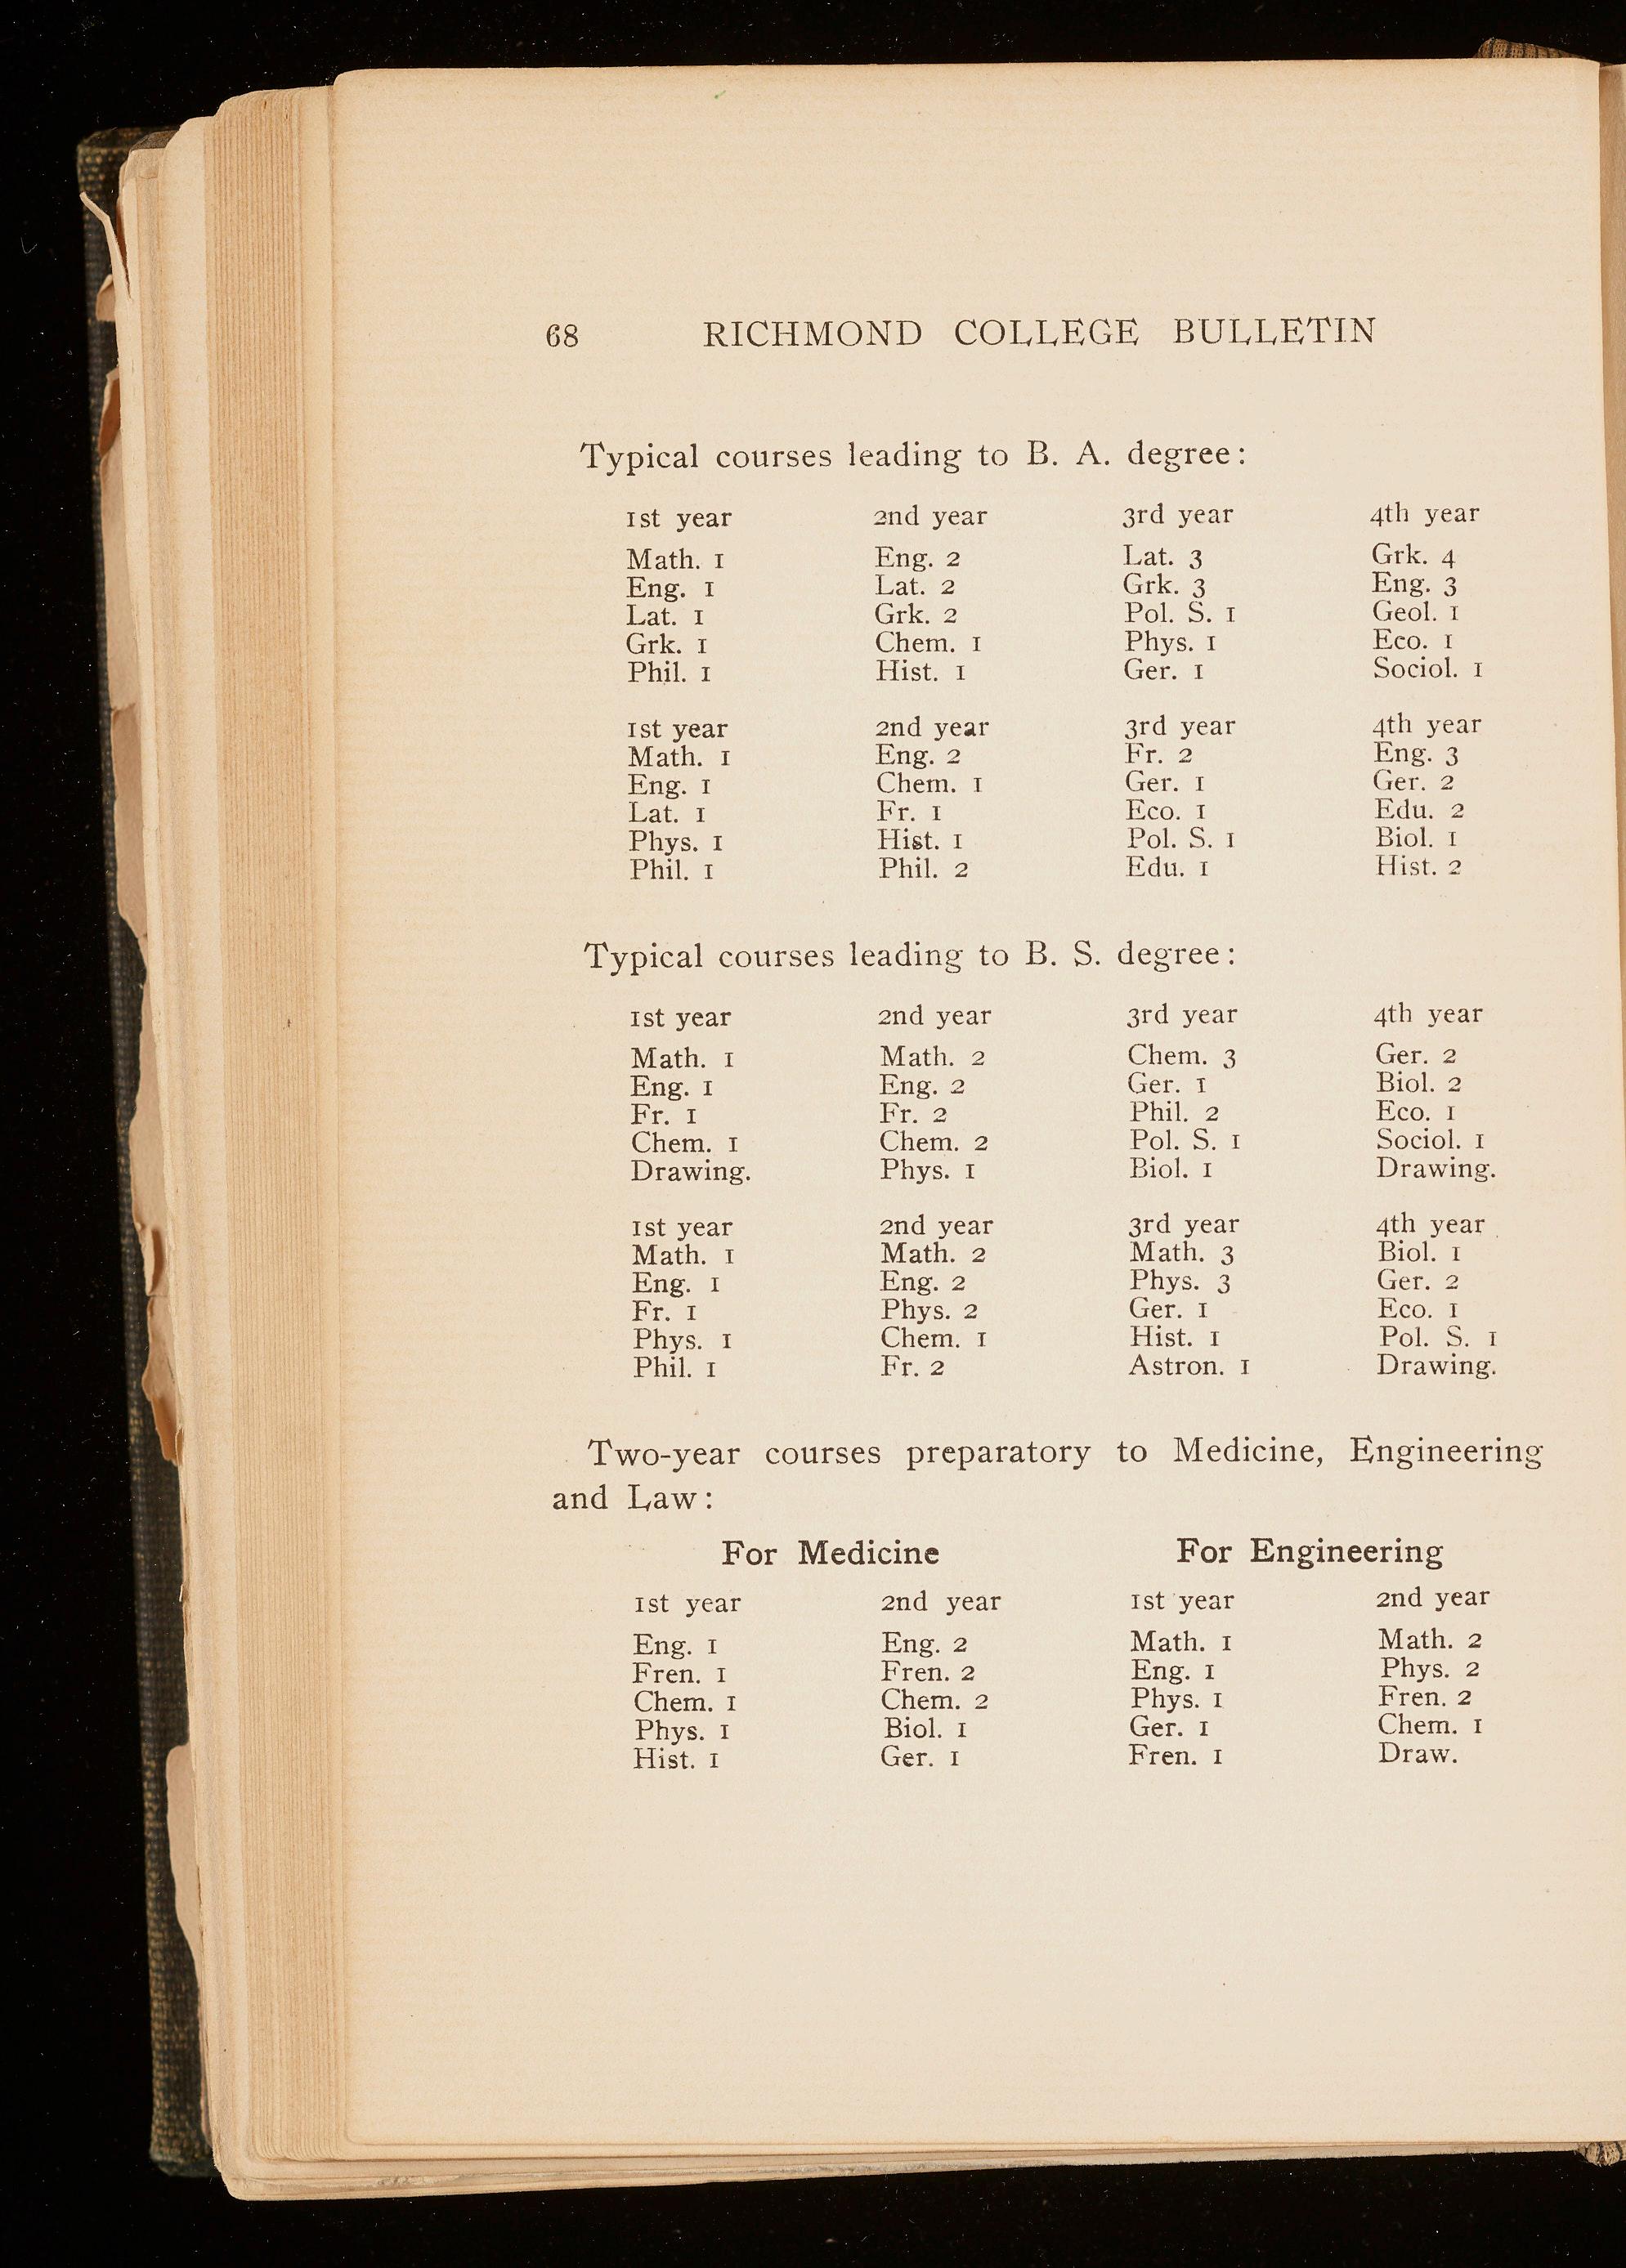 68 RICHMOND COLLEGE BULLETIN
Typical courses leading to B. A. degree:
1st year 2nd year 3rd year 4th year
Math. 1 Eng. 2 Lat. 3 Grk. 4
Eng. 1 Lat. 2 Grk. 3 Eng. 3
Lat. 1 Grk. 2 Pol. S. 1 Geol. 1
Grk. 1 Chem. 1 Phys. 1 Eco. 1
Phil. 1 Hist. 1 Ger. 1 Sociol. 1
1st year 2nd year 3rd year 4th year
Math. 1 Eng. 2 Fr. 2 Eng. 3
Eng. 1 Chem. 1 Ger. 1 Ger. 2
Lat. 1 Fr. 1 Eco. 1 Edu. 2
Phys. 1 Hist. 1 Pol. S. 1 Biol. 1
Phil. 1 Phil. 2 Edu. 1 Hist. 2
Typical courses leading to B. S. degree:
1st year 2nd year 3rd year 4th year
Math. 1 Math. 2 Chem. 3 Ger. 2
Eng. 1 Eng. 2 Ger. 1 Biol. 2
Fr. 1 Fr. 2 Phil. 2 Eco. 1
Chem. 1 Chem. 2 Pol. S. 1 Sociol. 1
Drawing. Phys. 1 Biol. 1 Drawing.
1st year 2nd year 3rd year 4th year
Math. 1 Math. 2 Math. 3 Biol. 1
Eng. 1 Eng. 2 Phys. 3 Ger. 2
Fr. 1 Phys. 2 Ger. 1 Eco. 1
Phys. 1 Chem. 1 Hist. 1 Pol. S. 1
Phil. 1 Fr. 2 Astron. 1 Drawing.
Two-year courses preparatory to Medicine, Engineering
and Law:
For Medicine For Engineering
1st year 2nd year 1st year 2nd year
Eng. 1 Eng. 2 Math. 1 Math. 2
Fren. 1 Fren. 2 Eng. 1 Phys. 2
Chem. 1 Chem. 2 Phys. 1 Fren. 2
Phys. 1 Biol. 1 Ger. 1 Chem. 1
Hist. 1 Ger. 1 Fren. 1 Draw.